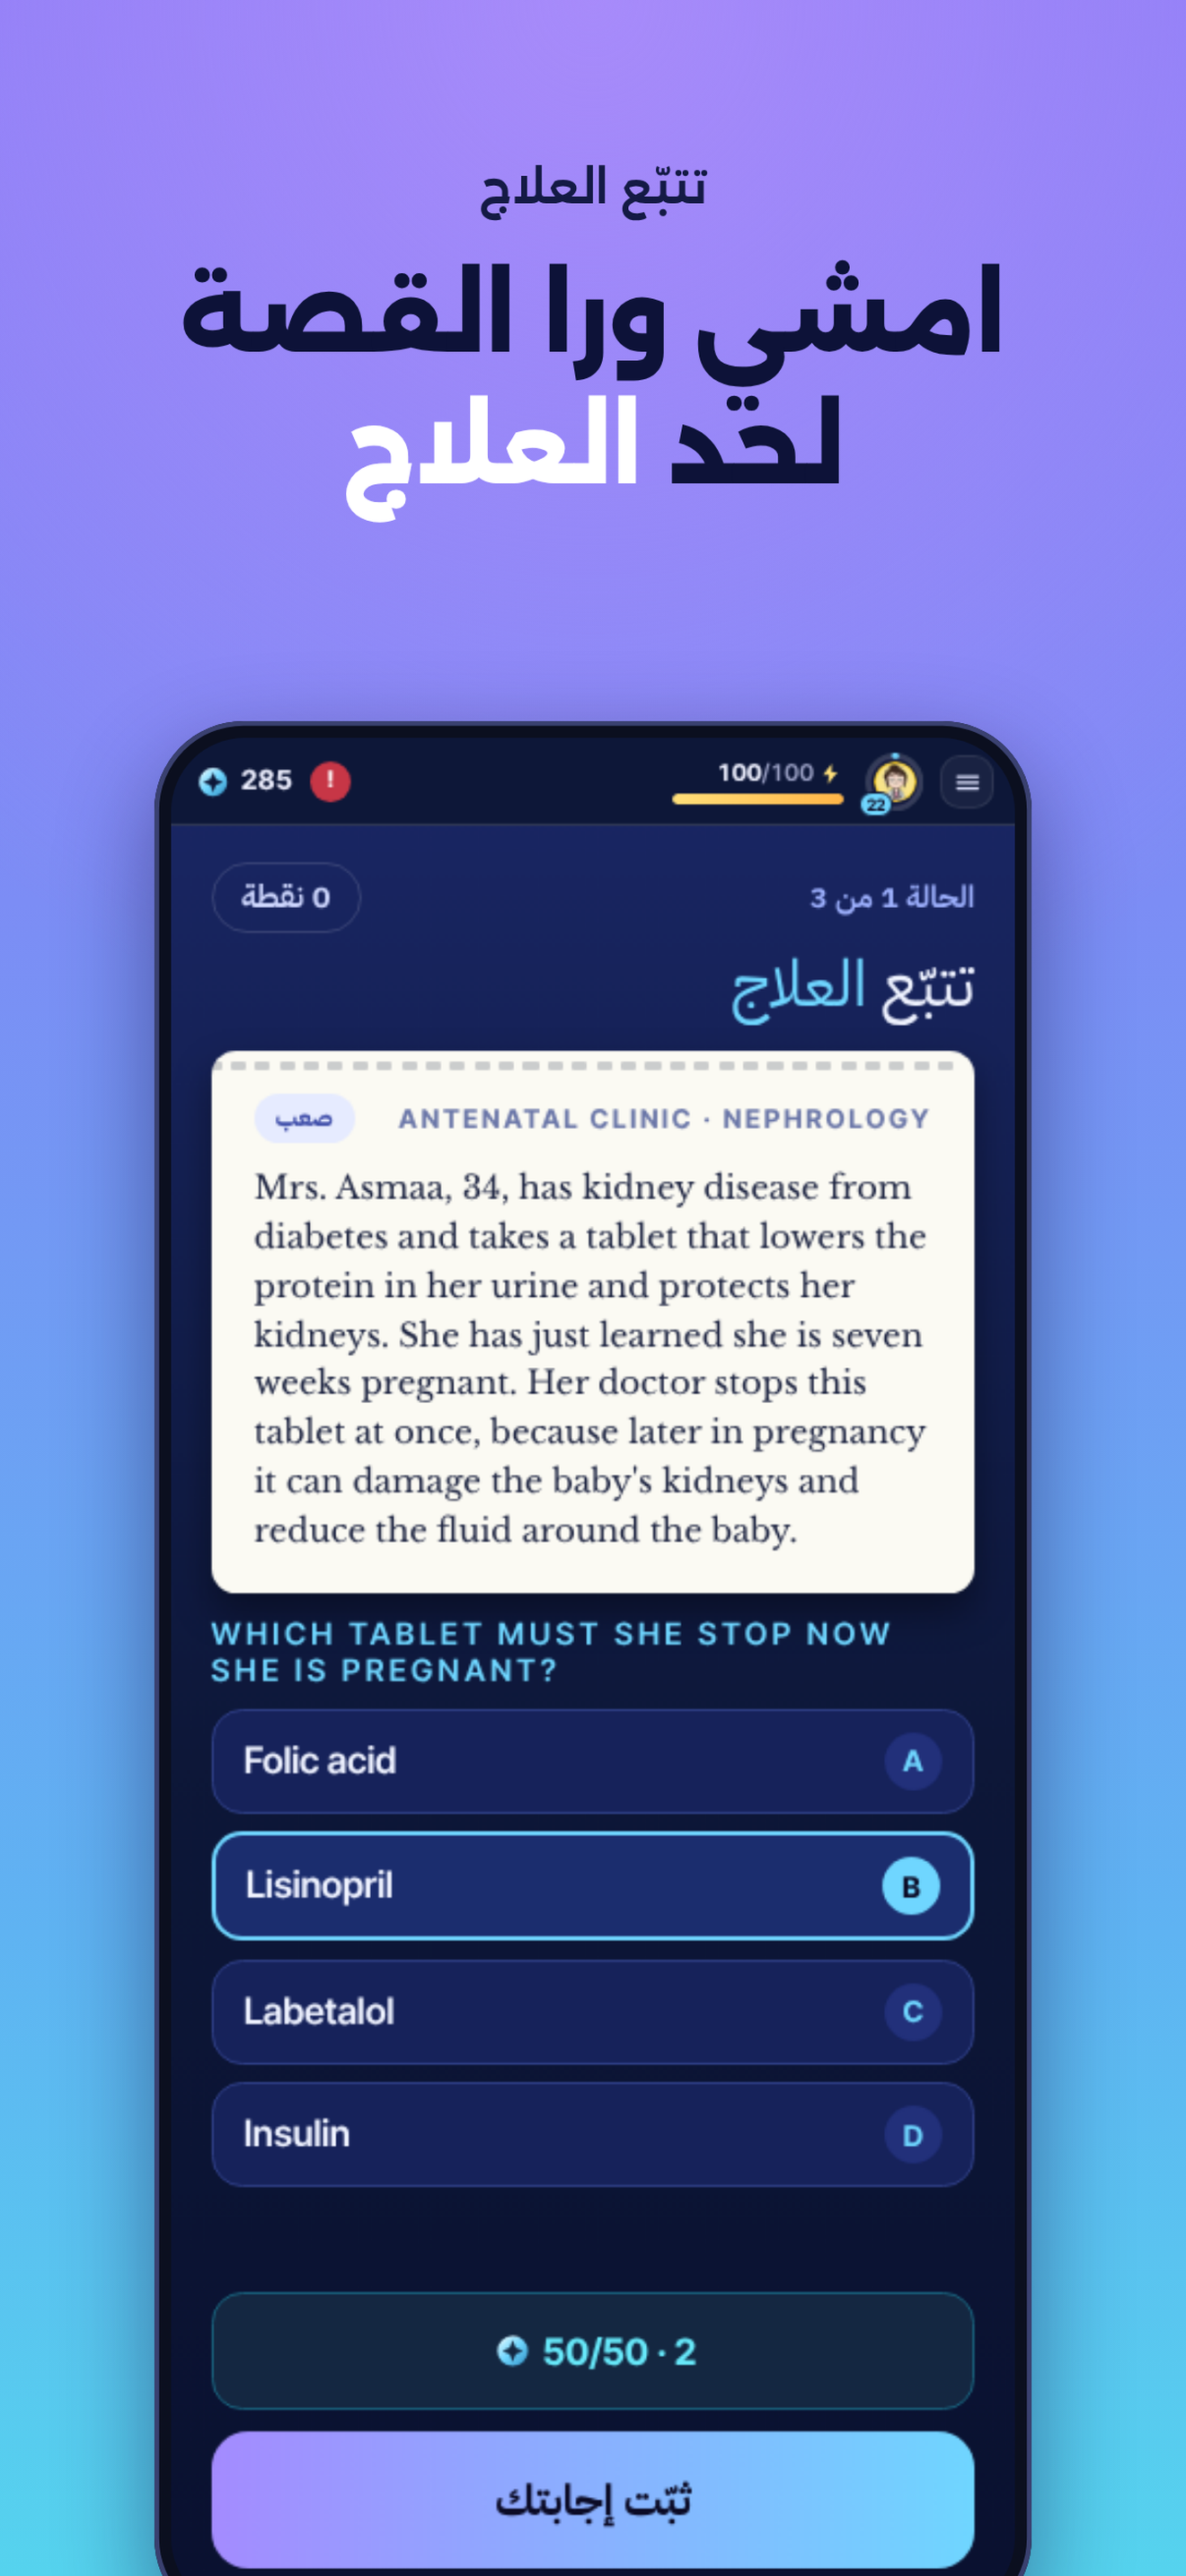 تتبّع العلاج
امشي ورا القصة
لحدّ العلاج
285 !
100/100
22
الحالة 1 من 3
0 نقطة
تتبّع العلاج
ANTENATAL CLINIC · NEPHROLOGY
صعب
Mrs. Asmaa, 34, has kidney disease from
diabetes and takes a tablet that lowers the
protein in her urine and protects her
kidneys. She has just learned she is seven
weeks pregnant. Her doctor stops this
tablet at once, because later in pregnancy
it can damage the baby's kidneys and
reduce the fluid around the baby.
WHICH TABLET MUST SHE STOP NOW
SHE IS PREGNANT?
Folic acid A
Lisinopril B
Labetalol C
Insulin D
50/50 · 2
ثبّت إجابتك